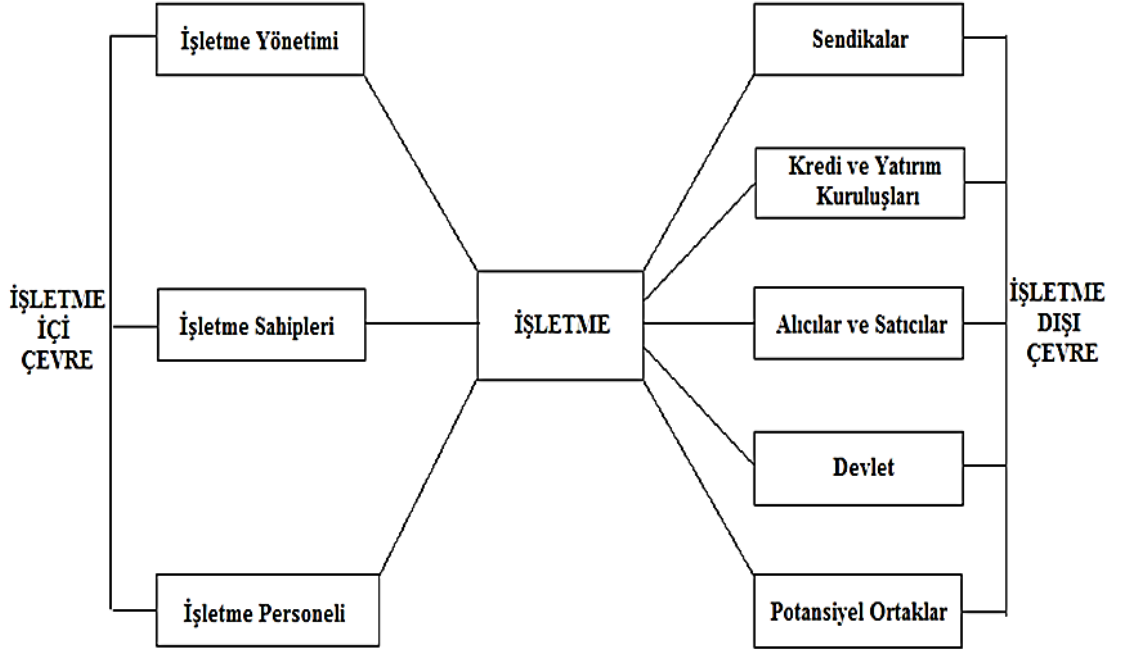 İşletme Yönetimi
Sendikalar
Kredi ve Yatırım
Kuruluşları
İŞLETME
İÇİ
ÇEVRE
İşletme Sahipleri
İŞLETME
Alıcılar ve Satıcılar
İŞLETME
DIŞI
ÇEVRE
Devlet
İşletme Personeli
Potansiyel Ortaklar